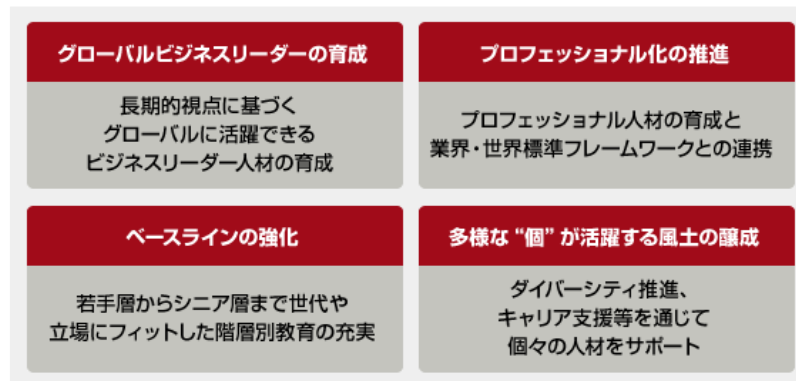 グローバルビジネスリーダーの育成
長期的視点に基づく
グローバルに活躍できる
ビジネスリーダー人材の育成
プロフェッショナル化の推進
プロフェッショナル人材の育成と
業界・世界標準フレームワークとの連携
ベースラインの強化
若手層からシニア層まで世代や
立場にフィットした階層別教育の充実
多様な“個”が活躍する風土の醸成
ダイバーシティ推進、
キャリア支援等を通じて
個々の人材をサポート